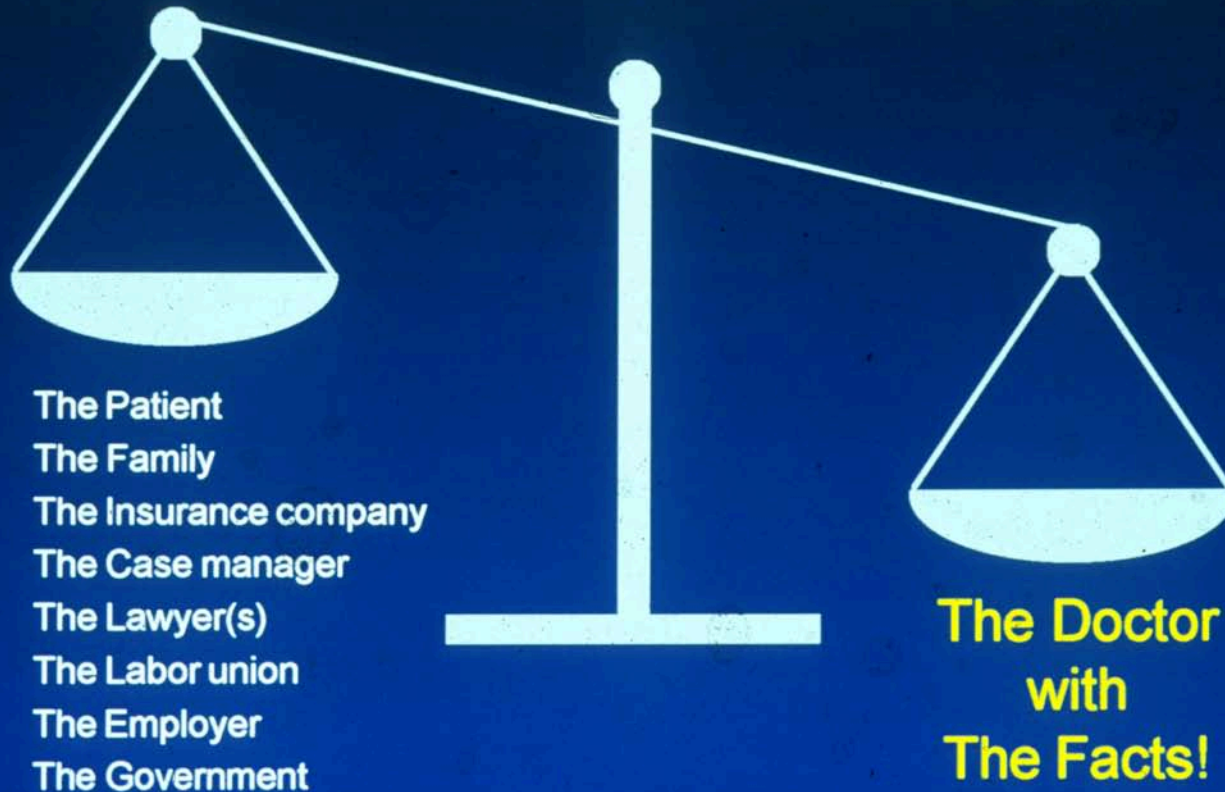 The Patient
The Family
The Insurance company
The Case manager
The Lawyer(s)
The Labor union
The Employer
The Government
The Doctor
with
The Facts!